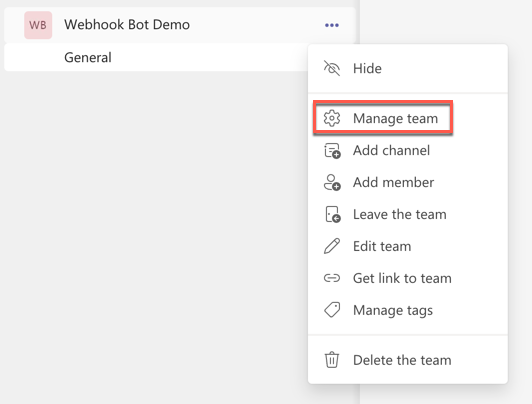 WB Webhook Bot Demo
General
Hide
Manage team
Add channel
Add member
Leave the team
Edit team
Get link to team
Manage tags
Delete the team